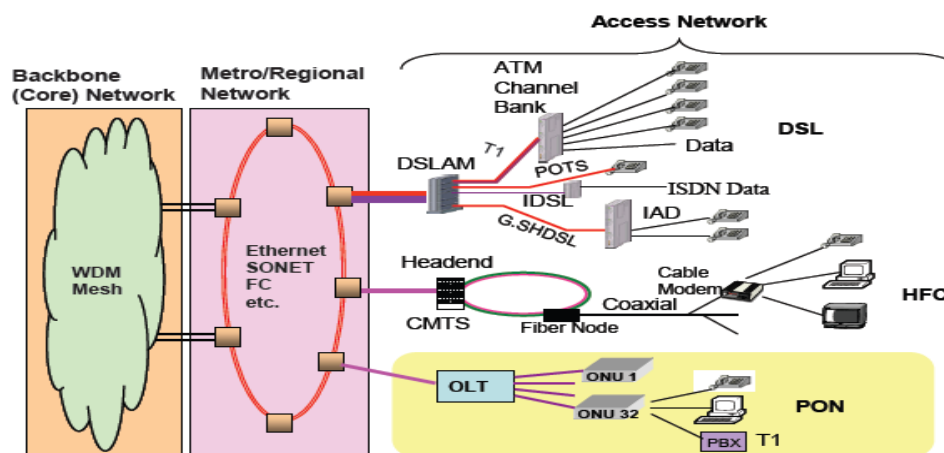 Access Network
Backbone
(Core) Network
Metro/Regional
Network
WDM
Mesh
Ethernet
SONET
FC
etc.
ATM
Channel
Bank
DSL
Data
T1
DSLAM
POTS
IDSL
ISDN Data
G.SHDSL
IAD
Headend
CMTS
Fiber Node
Coaxial
Cable
Modem
HFC
OLT
ONU 1
ONU 32
PON
PBX
T1